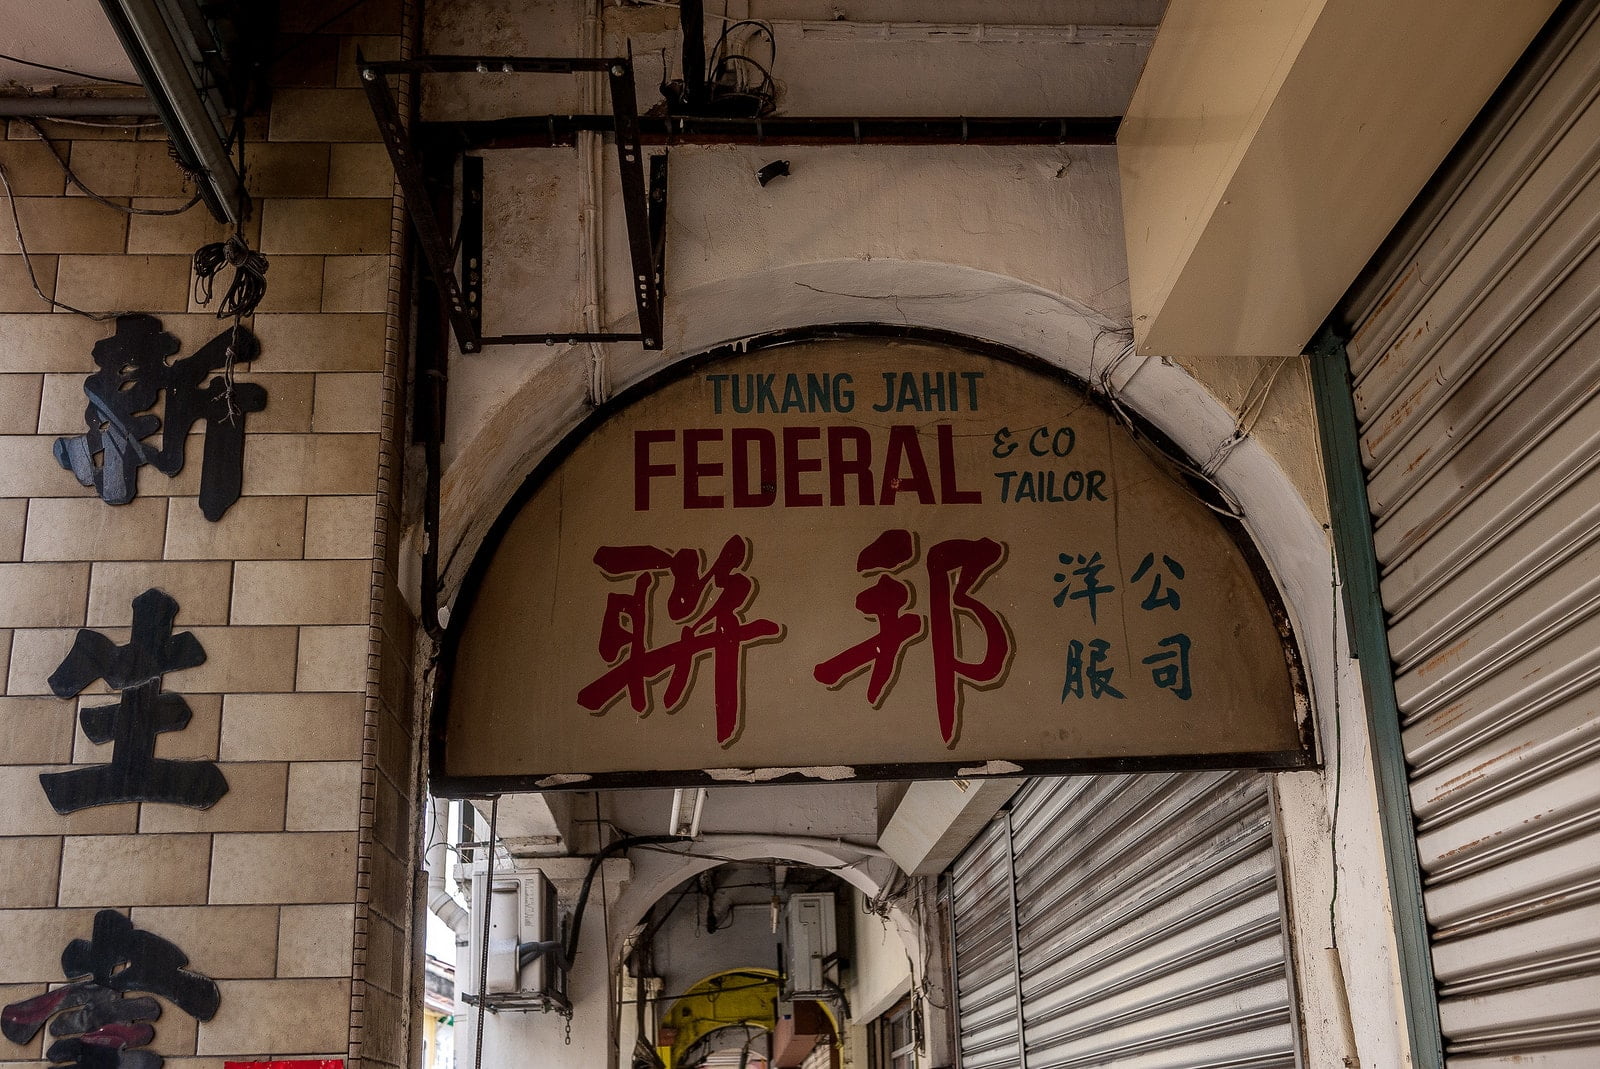 TUKANG JAHIT
FEDERAL & CO
TAILOR
聯邦
洋服
公司
新
生